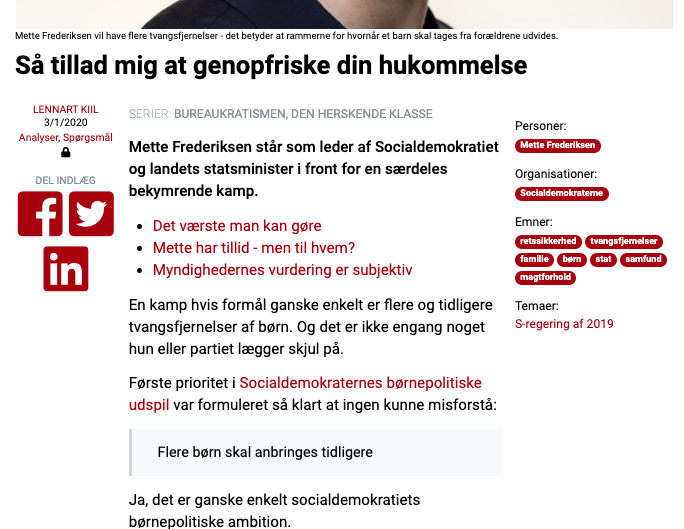 Mette Frederiksen vil have flere tvangsfjernelser - det betyder at rammerne for hvornår et barn skal tages fra forældrene udvides.
Så tillad mig at genopfriske din hukommelse
LENNART KIIL
3/1/2020
Analyser, Spørgsmål
DEL INDLÆG
SERIER: BUREAUKRATISMEN, DEN HERSKENDE KLASSE
Mette Frederiksen står som leder af Socialdemokratiet
og landets statsminister i front for en særdeles
bekymrende kamp.
• Det værste man kan gøre
• Mette har tillid - men til hvem?
• Myndighedernes vurdering er subjektiv
En kamp hvis formål ganske enkelt er flere og tidligere
tvangsfjernelser af børn. Og det er ikke engang noget
hun eller partiet lægger skjul på.
Første prioritet i Socialdemokraternes børnepolitiske
udspil var formuleret så klart at ingen kunne misforstå:
Flere børn skal anbringes tidligere
Ja, det er ganske enkelt socialdemokratiets
børnepolitiske ambition.
Personer:
Mette Frederiksen
Organisationer:
Socialdemokraterne
Emner:
retssikkerhed tvangsfjernelser
familie børn stat samfund
magtforhold
Temaer:
S-regering af 2019